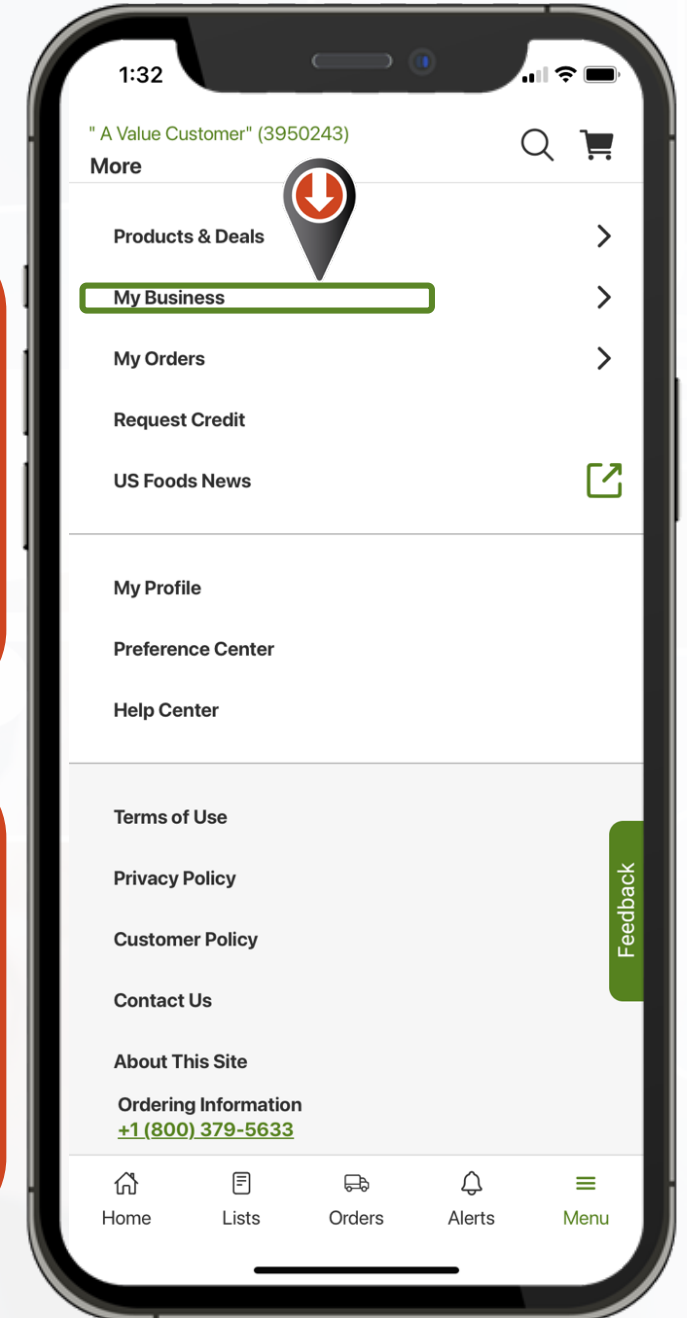 1:32
" A Value Customer" (3950243)
More
Products & Deals
My Business
My Orders
Request Credit
US Foods News
My Profile
Preference Center
Help Center
Terms of Use
Privacy Policy
Customer Policy
Contact Us
About This Site
Ordering Information
+1 (800) 379-5633
Feedback
Home Lists Orders Alerts Menu